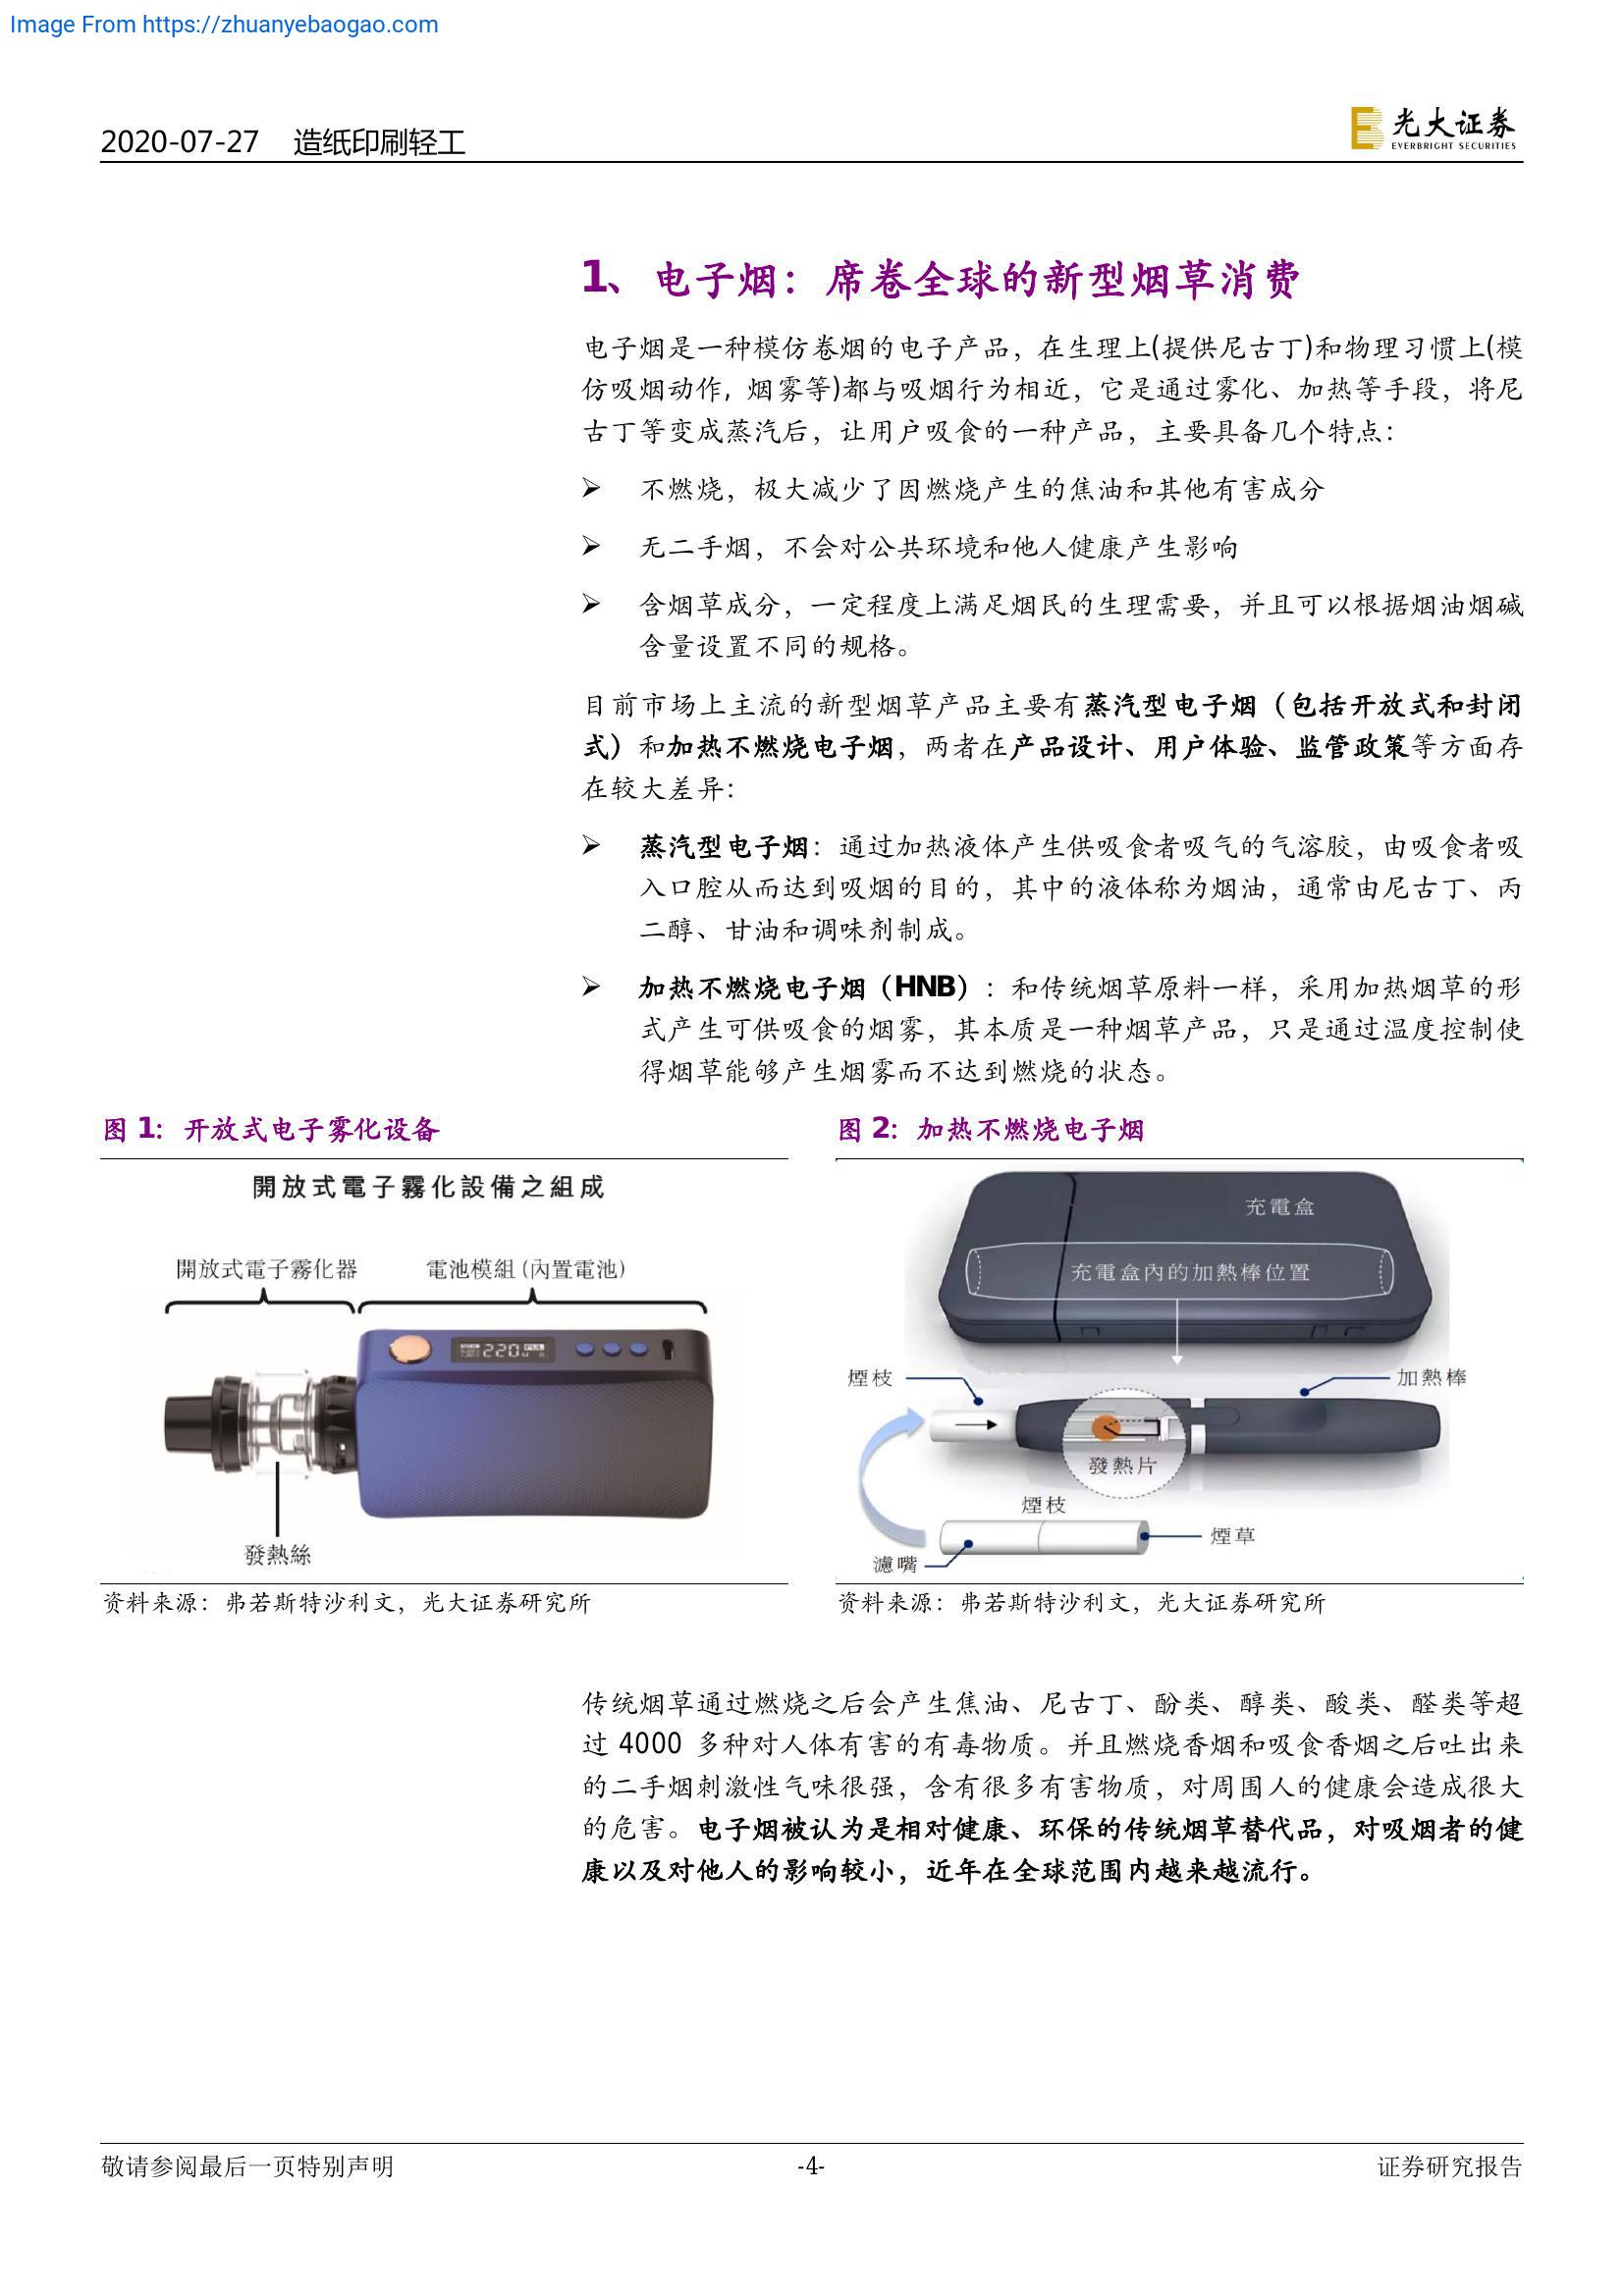 Image From https://zhuanyebaogao.com
2020-07-27 造纸印刷轻工
光大证券
EVERBRIGHT SECURITIES
1、电子烟：席卷全球的新型烟草消费
电子烟是一种模仿卷烟的电子产品，在生理上(提供尼古丁)和物理习惯上(模
仿吸烟动作，烟雾等)都与吸烟行为相近，它是通过雾化、加热等手段，将尼
古丁等变成蒸汽后，让用户吸食的一种产品，主要具备几个特点：
➢ 不燃烧，极大减少了因燃烧产生的焦油和其他有害成分
➢ 无二手烟，不会对公共环境和他人健康产生影响
➢ 含烟草成分，一定程度上满足烟民的生理需要，并且可以根据烟油烟碱
含量设置不同的规格。
目前市场上主流的新型烟草产品主要有蒸汽型电子烟（包括开放式和封闭
式）和加热不燃烧电子烟，两者在产品设计、用户体验、监管政策等方面存
在较大差异：
➢ 蒸汽型电子烟：通过加热液体产生供吸食者吸气的气溶胶，由吸食者吸
入口腔从而达到吸烟的目的，其中的液体称为烟油，通常由尼古丁、丙
二醇、甘油和调味剂制成。
➢ 加热不燃烧电子烟（HNB）：和传统烟草原料一样，采用加热烟草的形
式产生可供吸食的烟雾，其本质是一种烟草产品，只是通过温度控制使
得烟草能够产生烟雾而不达到燃烧的状态。
图 1：开放式电子雾化设备
開放式電子霧化設備之組成
開放式電子霧化器
電池模組(內置電池)
220
發熱絲
资料来源：弗若斯特沙利文，光大证券研究所
图 2：加热不燃烧电子烟
充電盒
充電盒內的加熱棒位置
煙枝
加熱棒
發熱片
煙枝
煙草
濾嘴
资料来源：弗若斯特沙利文，光大证券研究所
传统烟草通过燃烧之后会产生焦油、尼古丁、酚类、醇类、酸类、醛类等超
过 4000 多种对人体有害的有毒物质。并且燃烧香烟和吸食香烟之后吐出来
的二手烟刺激性气味很强，含有很多有害物质，对周围人的健康会造成很大
的危害。电子烟被认为是相对健康、环保的传统烟草替代品，对吸烟者的健
康以及对他人的影响较小，近年在全球范围内越来越流行。
敬请参阅最后一页特别声明
-4-
证券研究报告